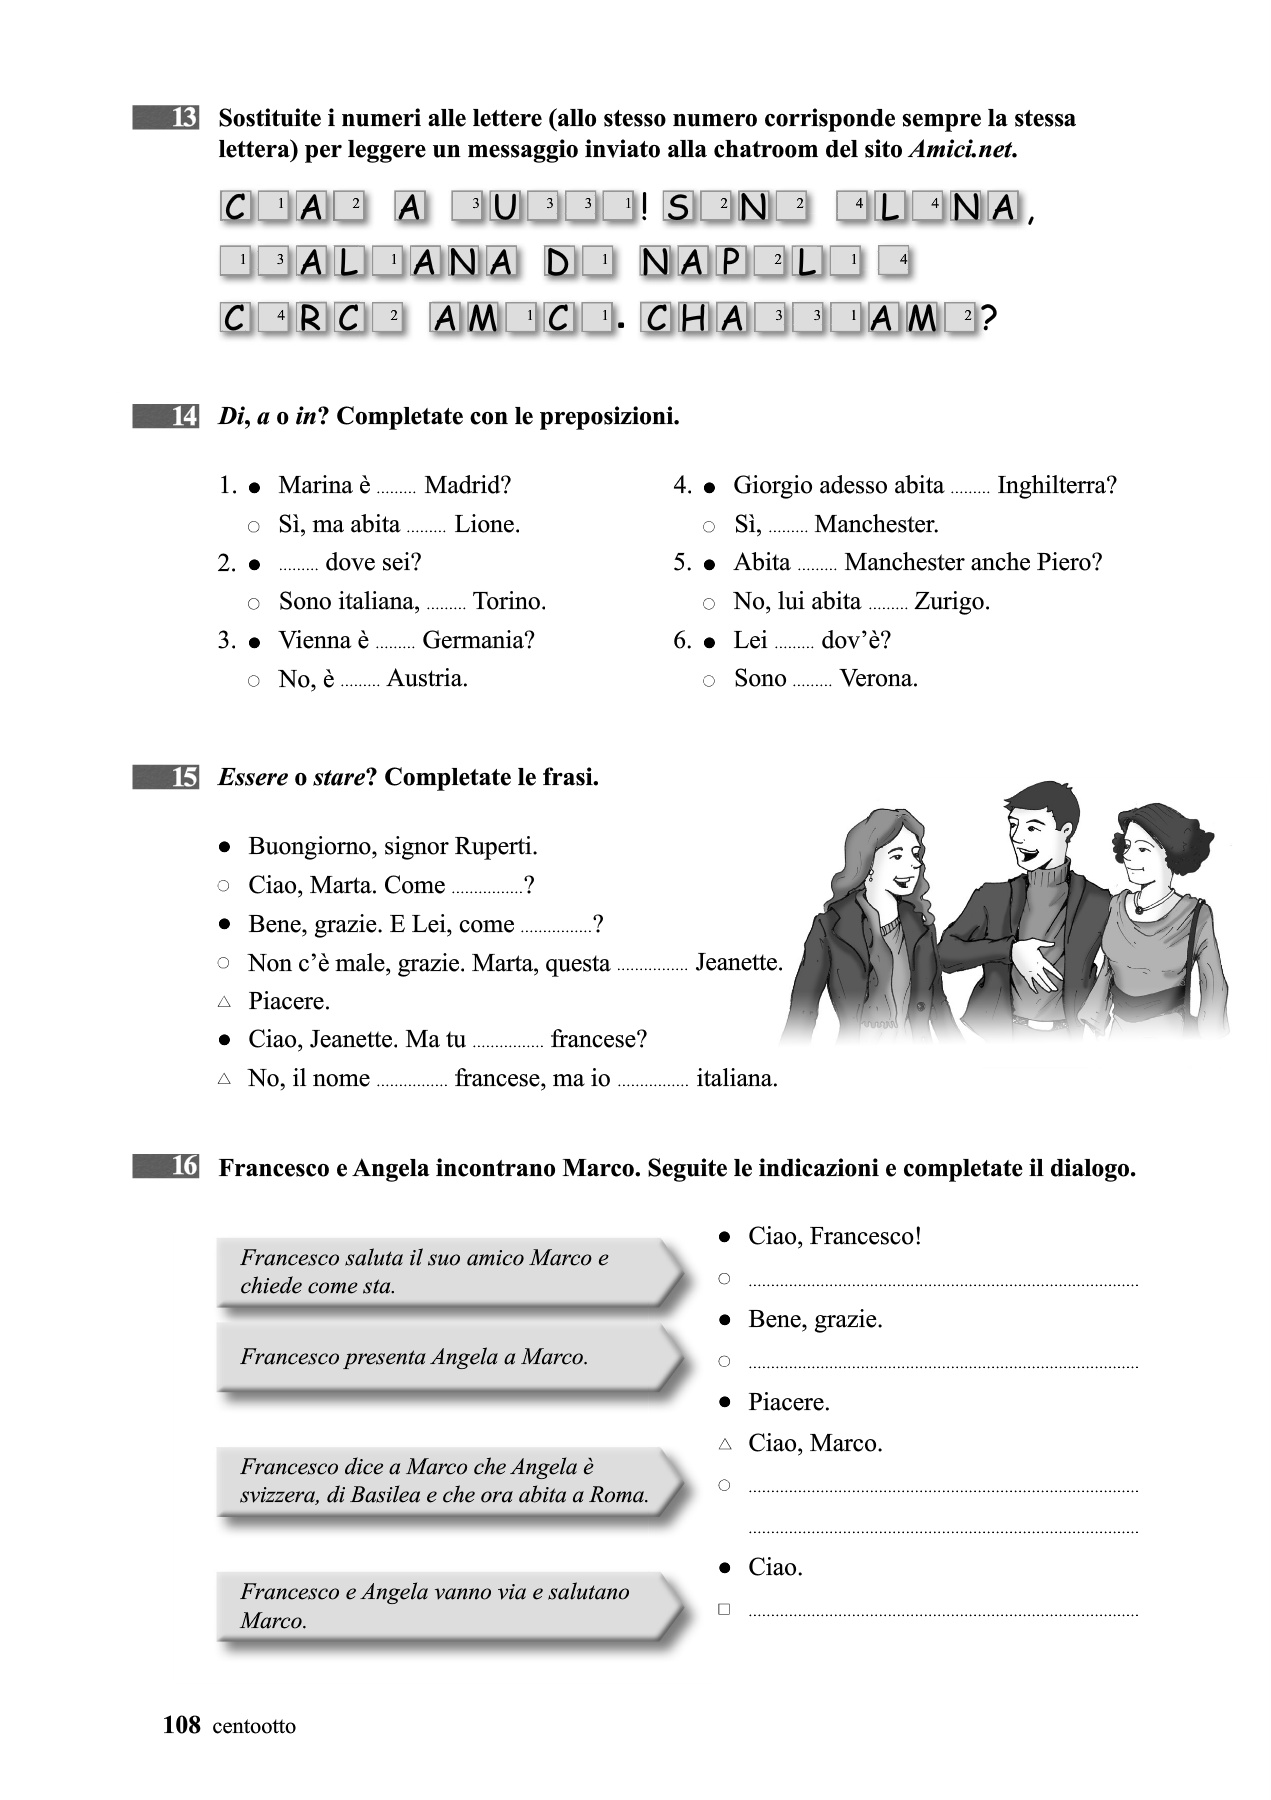 13 Sostituite i numeri alle lettere (allo stesso numero corrisponde sempre la stessa
lettera) per leggere un messaggio inviato alla chatroom del sito Amici.net.
C 1 A 2 A 3 U 3 3 1 ! S 2 N 2 4 L 4 N A ,
1 3 A L 1 A N A D 1 N A P 2 L 1 4
C 4 R C 2 A M 1 C 1 . C H A 3 3 1 A M 2 ?
14 Di, a o in? Completate con le preposizioni.
1. ● Marina è ......... Madrid?
○ Sì, ma abita ......... Lione.
2. ● ......... dove sei?
○ Sono italiana, ......... Torino.
3. ● Vienna è ......... Germania?
○ No, è ......... Austria.
4. ● Giorgio adesso abita ......... Inghilterra?
○ Sì, ......... Manchester.
5. ● Abita ......... Manchester anche Piero?
○ No, lui abita ......... Zurigo.
6. ● Lei ......... dov'è?
○ Sono ......... Verona.
15 Essere o stare? Completate le frasi.
● Buongiorno, signor Ruperti.
○ Ciao, Marta. Come ................?
● Bene, grazie. E Lei, come ................?
○ Non c'è male, grazie. Marta, questa ................ Jeanette.
△ Piacere.
● Ciao, Jeanette. Ma tu ................ francese?
△ No, il nome ................ francese, ma io ................ italiana.
16 Francesco e Angela incontrano Marco. Seguite le indicazioni e completate il dialogo.
Francesco saluta il suo amico Marco e
chiede come sta.
Francesco presenta Angela a Marco.
Francesco dice a Marco che Angela è
svizzera, di Basilea e che ora abita a Roma.
Francesco e Angela vanno via e salutano
Marco.
● Ciao, Francesco!
○ ................................................................
● Bene, grazie.
○ ................................................................
● Piacere.
△ Ciao, Marco.
○ ................................................................
................................................................
● Ciao.
□ ................................................................
108 centootto